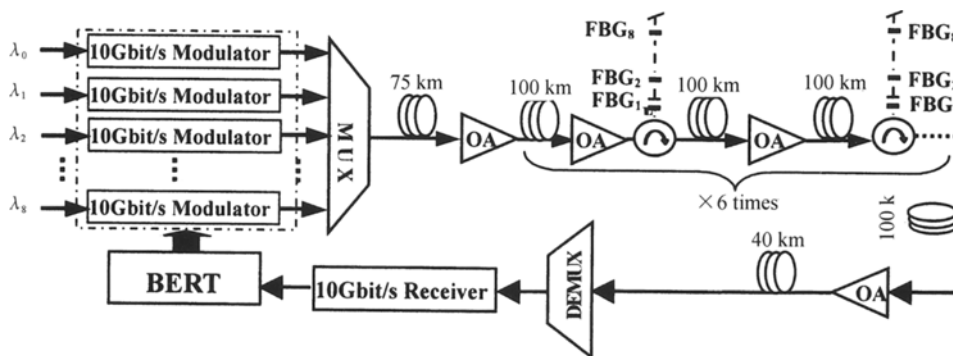 λ₀
10Gbit/s Modulator
λ₁
10Gbit/s Modulator
λ₂
10Gbit/s Modulator
λ₈
10Gbit/s Modulator
MUX
75 km
OA
100 km
OA
FBG₈
FBG₂
FBG₁
100 km
OA
100 km
FBG
FBG
FBG
×6 times
100 k
OA
40 km
DEMUX
10Gbit/s Receiver
BERT